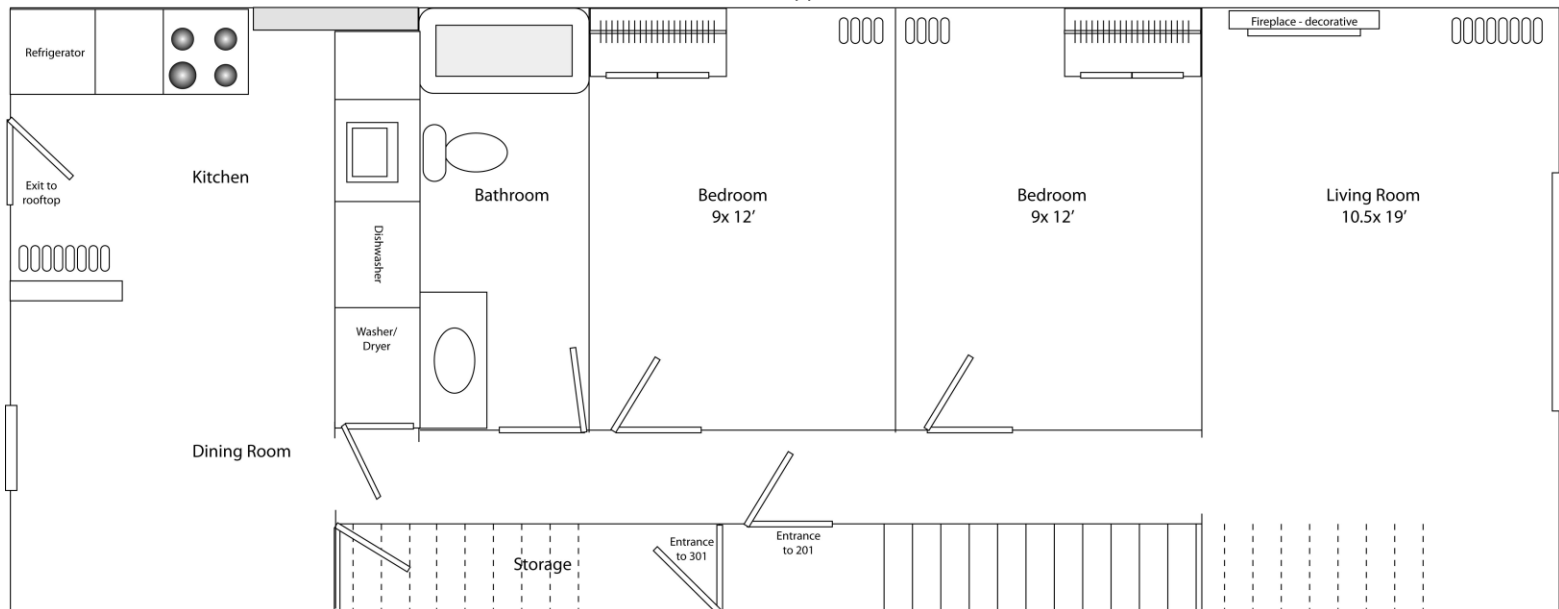 Fireplace - decorative
Refrigerator
Kitchen
Exit to
rooftop
Bathroom
Bedroom
9x 12’
Bedroom
9x 12’
Living Room
10.5x 19’
Dishwasher
Washer/
Dryer
Dining Room
Entrance
to 301
Entrance
to 201
Storage